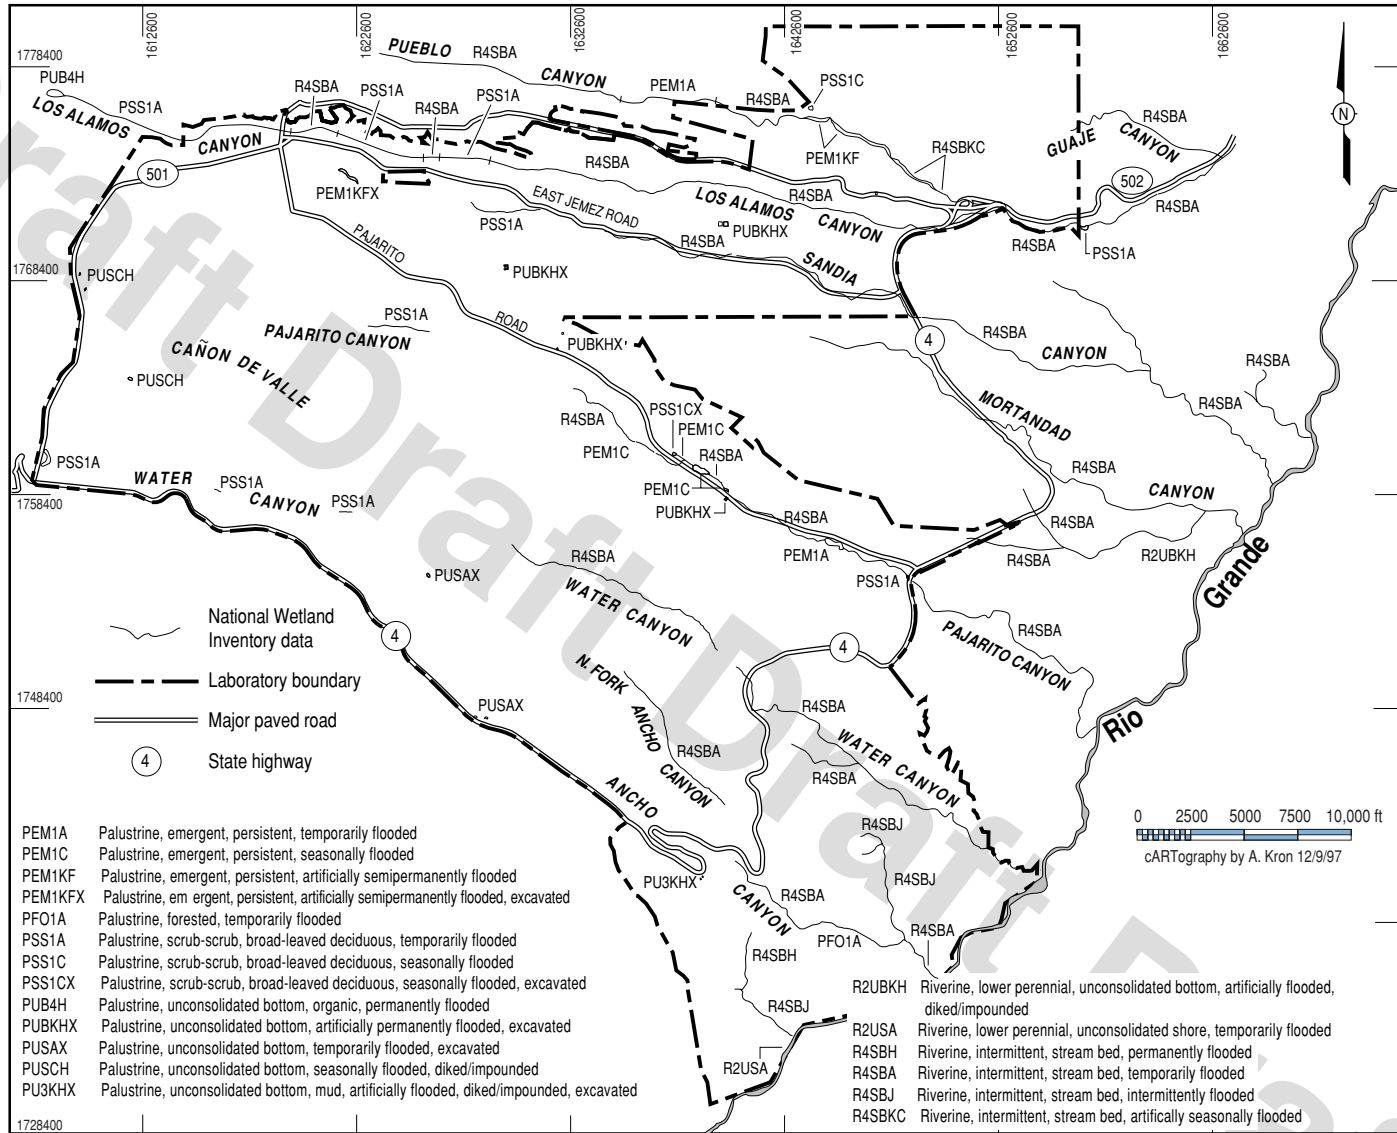 1612600
1622600
1632600
1642600
1652600
1662600
1778400
1768400
1758400
1748400
1728400
PUEBLO
R4SBA
CANYON
PEM1A
R4SBA
PSS1C
PUB4H
LOS ALAMOS
PSS1A
R4SBA
PSS1A
R4SBA
PSS1A
CANYON
501
PEM1KFX
R4SBA
PEM1KF
R4SBKC
GUAJE
R4SBA
CANYON
N
502
R4SBA
R4SBA
PSS1A
R4SBA
LOS ALAMOS
CANYON
EAST JEMEZ ROAD
PSS1A
R4SBA
PUBKHX
SANDIA
PAJARITO
ROAD
PUBKHX
PUSCH
PSS1A
PAJARITO CANYON
CAÑON DE VALLE
PUSCH
PUBKHX
4
R4SBA
CANYON
R4SBA
R4SBA
MORTANDAD
R4SBA
PSS1CX
PEM1C
PEM1C
R4SBA
R4SBA
CANYON
PSS1A
WATER
PSS1A
CANYON
PSS1A
PEM1C
PUBKHX
R4SBA
PEM1A
PSS1A
R4SBA
R4SBA
R2UBKH
Rio
Grande
R4SBA
PUSAX
WATER CANYON
R4SBA
PAJARITO CANYON
4
4
N. FORK
ANCHO
CANYON
R4SBA
PUSAX
R4SBA
R4SBA
WATER CANYON
ANCHO
CANYON
PU3KHX
R4SBJ
R4SBJ
R4SBA
PFO1A
R4SBA
R4SBH
R4SBJ
R2USA
National Wetland
Inventory data
Laboratory boundary
Major paved road
4 State highway
0 2500 5000 7500 10,000 ft
cARTography by A. Kron 12/9/97
PEM1A Palustrine, emergent, persistent, temporarily flooded
PEM1C Palustrine, emergent, persistent, seasonally flooded
PEM1KF Palustrine, emergent, persistent, artificially semipermanently flooded
PEM1KFX Palustrine, em ergent, persistent, artificially semipermanently flooded, excavated
PFO1A Palustrine, forested, temporarily flooded
PSS1A Palustrine, scrub-scrub, broad-leaved deciduous, temporarily flooded
PSS1C Palustrine, scrub-scrub, broad-leaved deciduous, seasonally flooded
PSS1CX Palustrine, scrub-scrub, broad-leaved deciduous, seasonally flooded, excavated
PUB4H Palustrine, unconsolidated bottom, organic, permanently flooded
PUBKHX Palustrine, unconsolidated bottom, artificially permanently flooded, excavated
PUSAX Palustrine, unconsolidated bottom, temporarily flooded, excavated
PUSCH Palustrine, unconsolidated bottom, seasonally flooded, diked/impounded
PU3KHX Palustrine, unconsolidated bottom, mud, artificially flooded, diked/impounded, excavated
R2UBKH Riverine, lower perennial, unconsolidated bottom, artificially flooded,
diked/impounded
R2USA Riverine, lower perennial, unconsolidated shore, temporarily flooded
R4SBH Riverine, intermittent, stream bed, permanently flooded
R4SBA Riverine, intermittent, stream bed, temporarily flooded
R4SBJ Riverine, intermittent, stream bed, intermittently flooded
R4SBKC Riverine, intermittent, stream bed, artifically seasonally flooded
Draft Draft Draft Draft